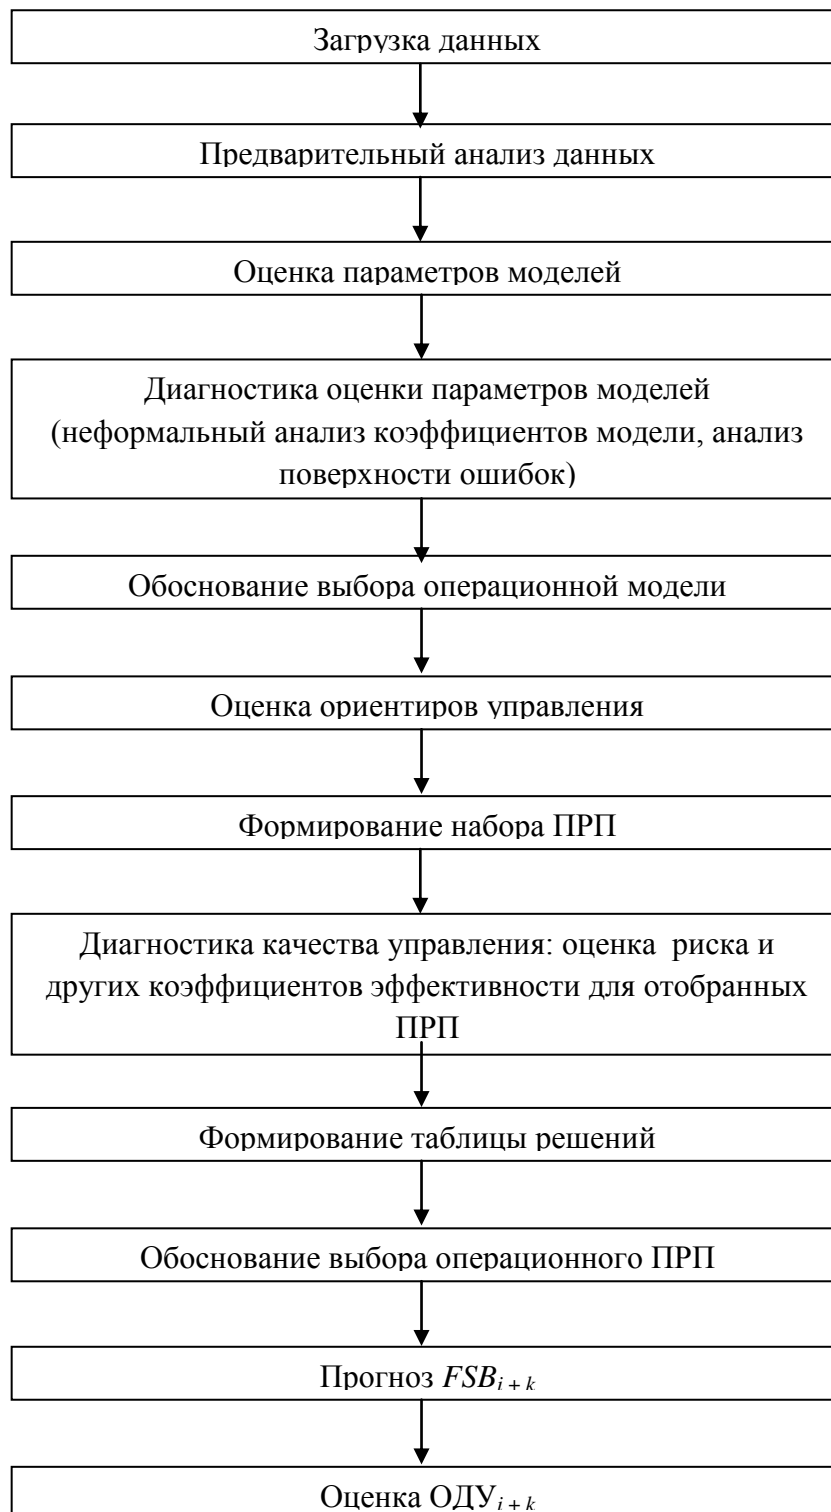 Загрузка данных
Предварительный анализ данных
Оценка параметров моделей
Диагностика оценки параметров моделей
(неформальный анализ коэффициентов модели, анализ
поверхности ошибок)
Обоснование выбора операционной модели
Оценка ориентиров управления
Формирование набора ПРП
Диагностика качества управления: оценка риска и
других коэффициентов эффективности для отобранных
ПРП
Формирование таблицы решений
Обоснование выбора операционного ПРП
Прогноз FSB i + k
Оценка ОДУ i + k